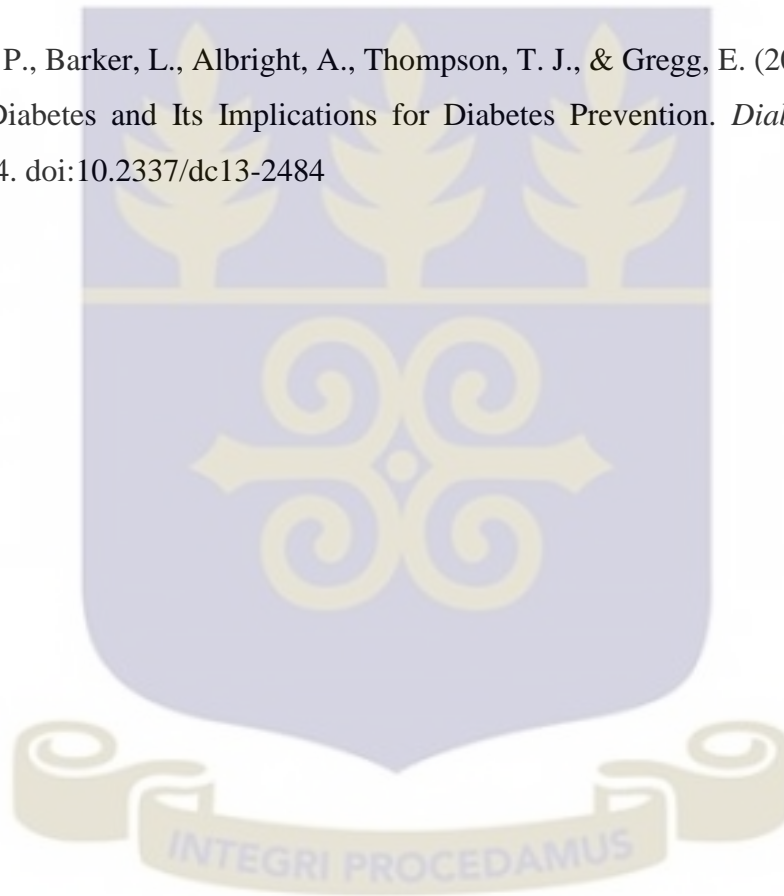 P., Barker, L., Albright, A., Thompson, T. J., & Gregg, E. (20
Diabetes and Its Implications for Diabetes Prevention. Dial
4. doi:10.2337/dc13-2484
INTEGRI PROCEDAMUS